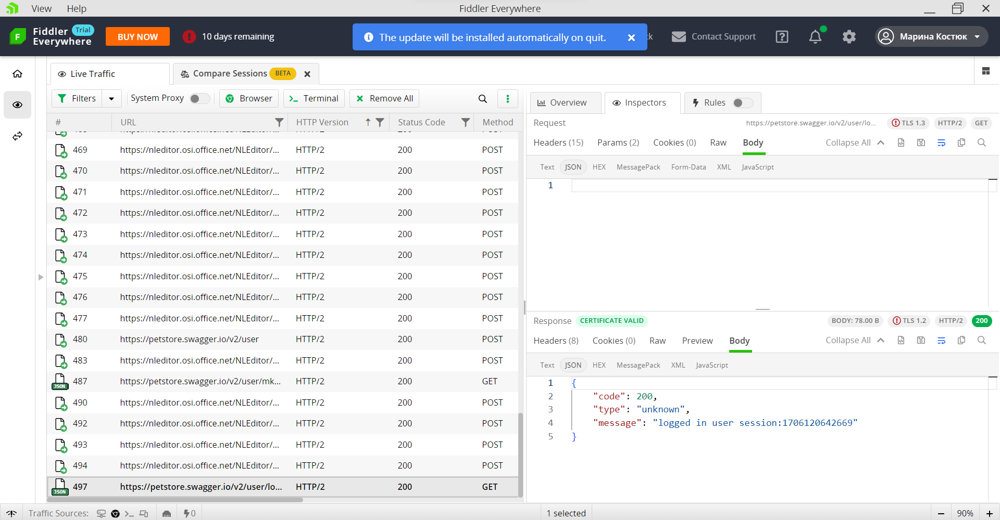 View Help
Fiddler Everywhere
F
Fiddler Trial
Everywhere
BUY NOW
10 days remaining
The update will be installed automatically on quit.
Contact Support
Марина Костюк
Live Traffic
Compare Sessions BETA
Filters
System Proxy
Browser
Terminal
Remove All
# URL HTTP Version Status Code Method
469 https://nleditor.osi.office.net/NLEditor/... HTTP/2 200 POST
470 https://nleditor.osi.office.net/NLEditor/... HTTP/2 200 POST
471 https://nleditor.osi.office.net/NLEditor/... HTTP/2 200 POST
472 https://nleditor.osi.office.net/NLEditor/... HTTP/2 200 POST
473 https://nleditor.osi.office.net/NLEditor/... HTTP/2 200 POST
474 https://nleditor.osi.office.net/NLEditor/... HTTP/2 200 POST
475 https://nleditor.osi.office.net/NLEditor/... HTTP/2 200 POST
476 https://nleditor.osi.office.net/NLEditor/... HTTP/2 200 POST
477 https://nleditor.osi.office.net/NLEditor/... HTTP/2 200 POST
480 https://petstore.swagger.io/v2/user HTTP/2 200 POST
483 https://nleditor.osi.office.net/NLEditor/... HTTP/2 200 POST
JSON 487 https://petstore.swagger.io/v2/user/mk... HTTP/2 200 GET
490 https://nleditor.osi.office.net/NLEditor/... HTTP/2 200 POST
492 https://nleditor.osi.office.net/NLEditor/... HTTP/2 200 POST
493 https://nleditor.osi.office.net/NLEditor/... HTTP/2 200 POST
494 https://nleditor.osi.office.net/NLEditor/... HTTP/2 200 POST
JSON 497 https://petstore.swagger.io/v2/user/lo... HTTP/2 200 GET
Overview Inspectors Rules
Request https://petstore.swagger.io/v2/user/lo... TLS 1.3 HTTP/2 GET
Headers (15) Params (2) Cookies (0) Raw Body Collapse All
Text JSON HEX MessagePack Form-Data XML JavaScript
1
Response CERTIFICATE VALID BODY: 78.00 B TLS 1.2 HTTP/2 200
Headers (8) Cookies (0) Raw Preview Body Collapse All
Text JSON HEX MessagePack XML JavaScript
1 {
2 "code": 200,
3 "type": "unknown",
4 "message": "logged in user session:1706120642669"
5 }
Traffic Sources: 0
1 selected
90%